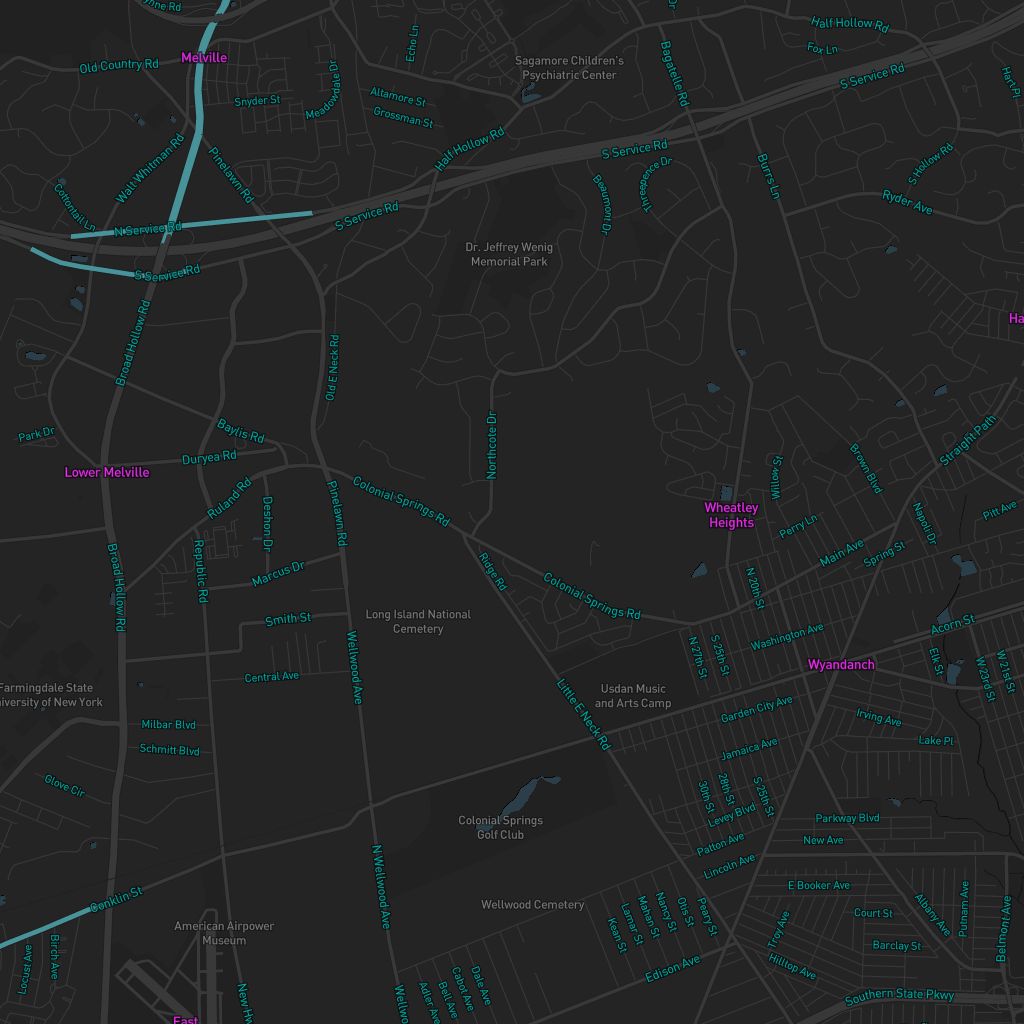 Half Hollow Rd
Fox Ln
Melville
Old Country Rd
Echo Ln
Meadowdale Dr
Snyder St
Altamore St
Grossman St
Sagamore Children's
Psychiatric Center
Bagatelle Rd
Dr
S Service Rd
Hart Pl
Walt Whitman Rd
Pinelawn Rd
Half Hollow Rd
S Service Rd
Threepence Dr
Beaumont Dr
Burrs Ln
S Hollow Rd
Ryder Ave
Cottontail Ln
N Service Rd
S Service Rd
S Service Rd
Dr. Jeffrey Wenig
Memorial Park
Broad Hollow Rd
Old E Neck Rd
Ha
Park Dr
Baylis Rd
Duryea Rd
Lower Melville
Ruland Rd
Northcote Dr
Straight Path
Brown Blvd
Willow St
Wheatley
Heights
Perry Ln
Pitt Ave
Napoli Dr
Colonial Springs Rd
Pinelawn Rd
Deshon Dr
Republic Rd
Broad Hollow Rd
Marcus Dr
Ridge Rd
Main Ave
Spring St
Colonial Springs Rd
N 20th St
Smith St
Long Island National
Cemetery
Acorn St
Washington Ave
N 27th St
S 25th St
Wyandanch
Elk St
W 23rd St
W 21st St
Wellwood Ave
Central Ave
Farmingdale State
iversity of New York
Usdan Music
and Arts Camp
Little E Neck Rd
Garden City Ave
Irving Ave
Milbar Blvd
Schmitt Blvd
Jamaica Ave
Lake Pl
Glove Cir
30th St
28th St
S 25th St
Levey Blvd
Colonial Springs
Golf Club
Parkway Blvd
New Ave
Patton Ave
Lincoln Ave
N Wellwood Ave
Conklin St
E Booker Ave
Court St
Albany Ave
Putnam Ave
Belmont Ave
Wellwood Cemetery
American Airpower
Museum
Kean St
Lamar St
Mahan St
Nancy St
Otis St
Peary St
Troy Ave
Barclay St
Hilltop Ave
Edison Ave
Locust Ave
Birch Ave
Adler Ave
Bell Ave
Cabot Ave
Dale Ave
Southern State Pkwy
East